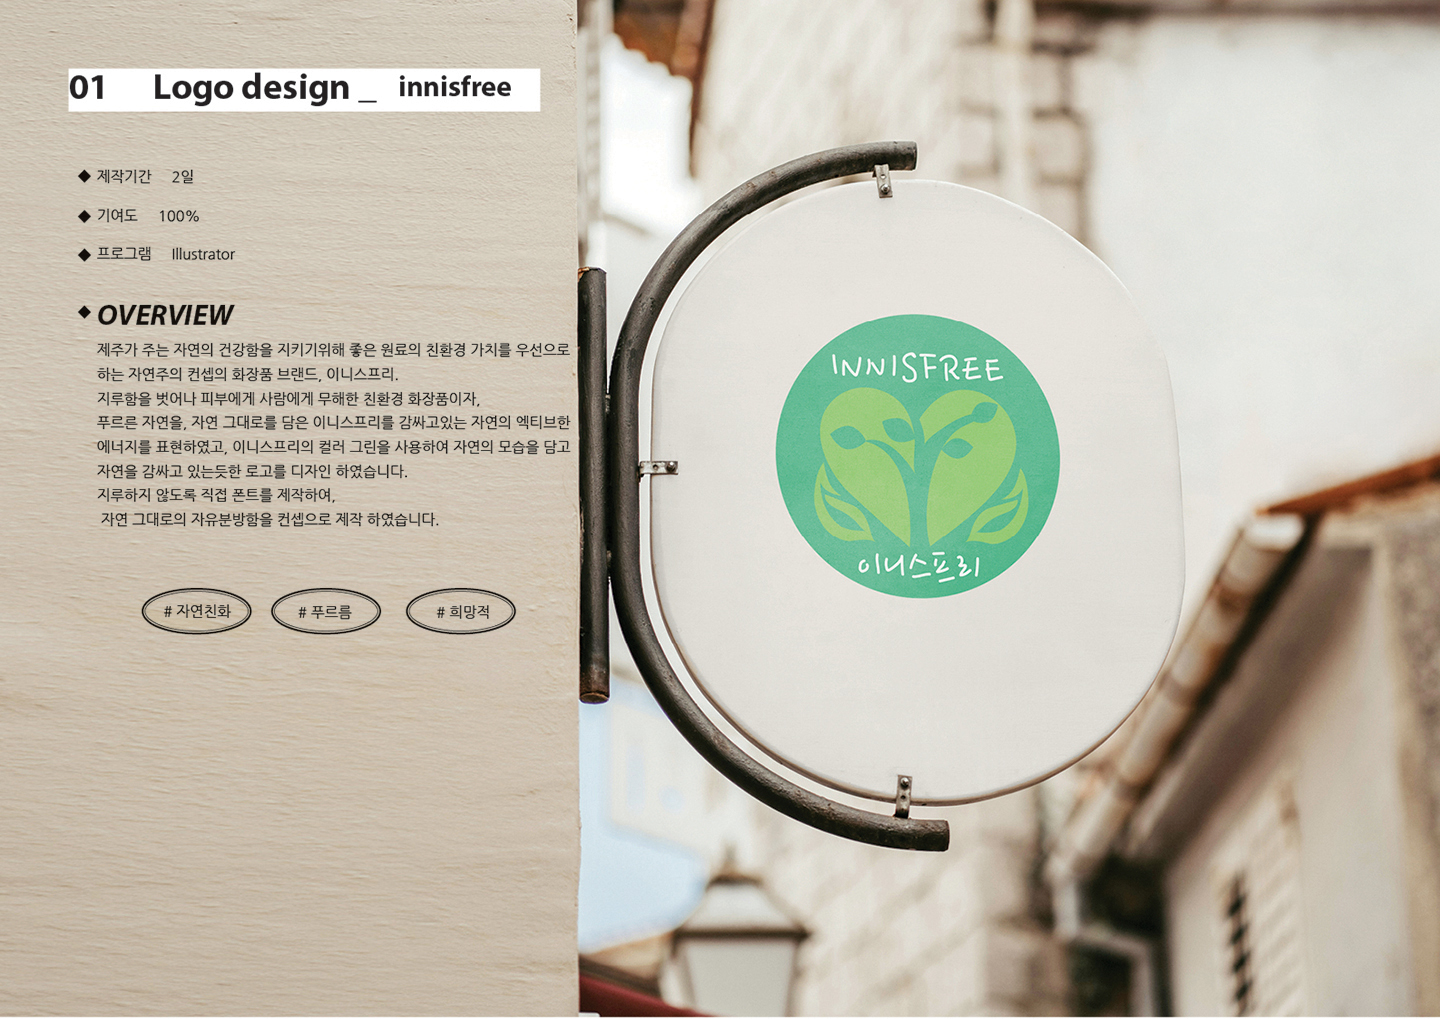 01 Logo design _ innisfree
◆ 제작기간 2일
◆ 기여도 100%
◆ 프로그램 Illustrator
◆ OVERVIEW
제주가 주는 자연의 건강함을 지키기위해 좋은 원료의 친환경 가치를 우선으로
하는 자연주의 컨셉의 화장품 브랜드, 이니스프리.
지루함을 벗어나 피부에게 사람에게 무해한 친환경 화장품이자,
푸르른 자연을, 자연 그대로를 담은 이니스프리를 감싸고있는 자연의 엑티브한
에너지를 표현하였고, 이니스프리의 컬러 그린을 사용하여 자연의 모습을 담고
자연을 감싸고 있는듯한 로고를 디자인 하였습니다.
지루하지 않도록 직접 폰트를 제작하여,
자연 그대로의 자유분방함을 컨셉으로 제작 하였습니다.
# 자연친화 # 푸르름 # 희망적
INNISFREE
이니스프리